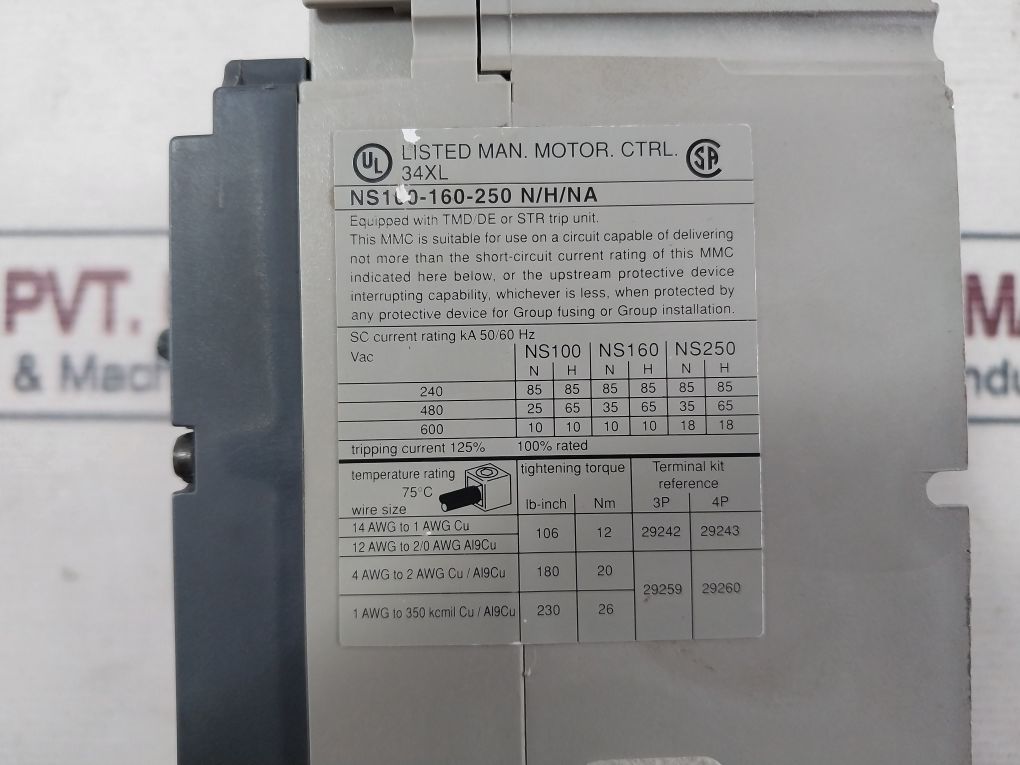 UL LISTED MAN. MOTOR. CTRL. SA
34XL
NS100-160-250 N/H/NA
Equipped with TMD/DE or STR trip unit.
This MMC is suitable for use on a circuit capable of delivering
not more than the short-circuit current rating of this MMC
indicated here below, or the upstream protective device
interrupting capability, whichever is less, when protected by
any protective device for Group fusing or Group installation.
SC current rating kA 50/60 Hz
Vac NS100 NS160 NS250
N H N H N H
240 85 85 85 85 85 85
480 25 65 35 65 35 65
600 10 10 10 10 18 18
tripping current 125% 100% rated
temperature rating tightening torque Terminal kit
75°C reference
wire size lb-inch Nm 3P 4P
14 AWG to 1 AWG Cu 106 12 29242 29243
12 AWG to 2/0 AWG Al9Cu
4 AWG to 2 AWG Cu / Al9Cu 180 20 29259 29260
1 AWG to 350 kcmil Cu / Al9Cu 230 26
PVT.
& Mach
MA
ndu